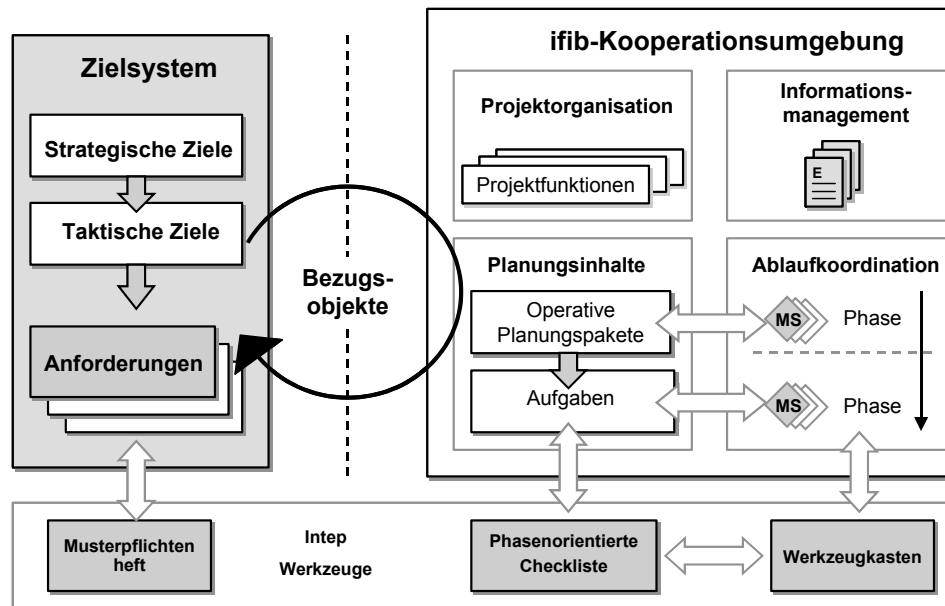 Zielsystem
Strategische Ziele
Taktische Ziele
Anforderungen
Bezugs-
objekte
ifib-Kooperationsumgebung
Projektorganisation
Projektfunktionen
Informations-
management
E
Planungsinhalte
Operative
Planungspakete
Aufgaben
Ablaufkoordination
MS
Phase
MS
Phase
Musterpflichten
heft
Intep
Werkzeuge
Phasenorientierte
Checkliste
Werkzeugkasten